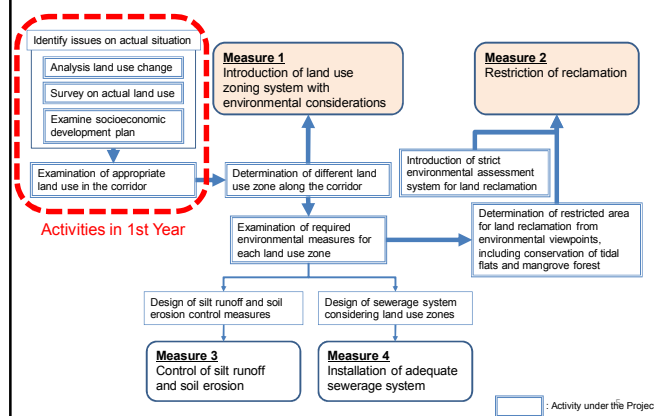 Identify issues on actual situation
Analysis land use change
Survey on actual land use
Examine socioeconomic
development plan
Examination of appropriate
land use in the corridor
Activities in 1st Year
Measure 1
Introduction of land use
zoning system with
environmental considerations
Measure 2
Restriction of reclamation
Determination of different land
use zone along the corridor
Introduction of strict
environmental assessment
system for land reclamation
Examination of required
environmental measures for
each land use zone
Determination of restricted area
for land reclamation from
environmental viewpoints,
including conservation of tidal
flats and mangrove forest
Design of silt runoff and soil
erosion control measures
Design of sewerage system
considering land use zones
Measure 3
Control of silt runoff
and soil erosion
Measure 4
Installation of adequate
sewerage system
: Activity under the Projec